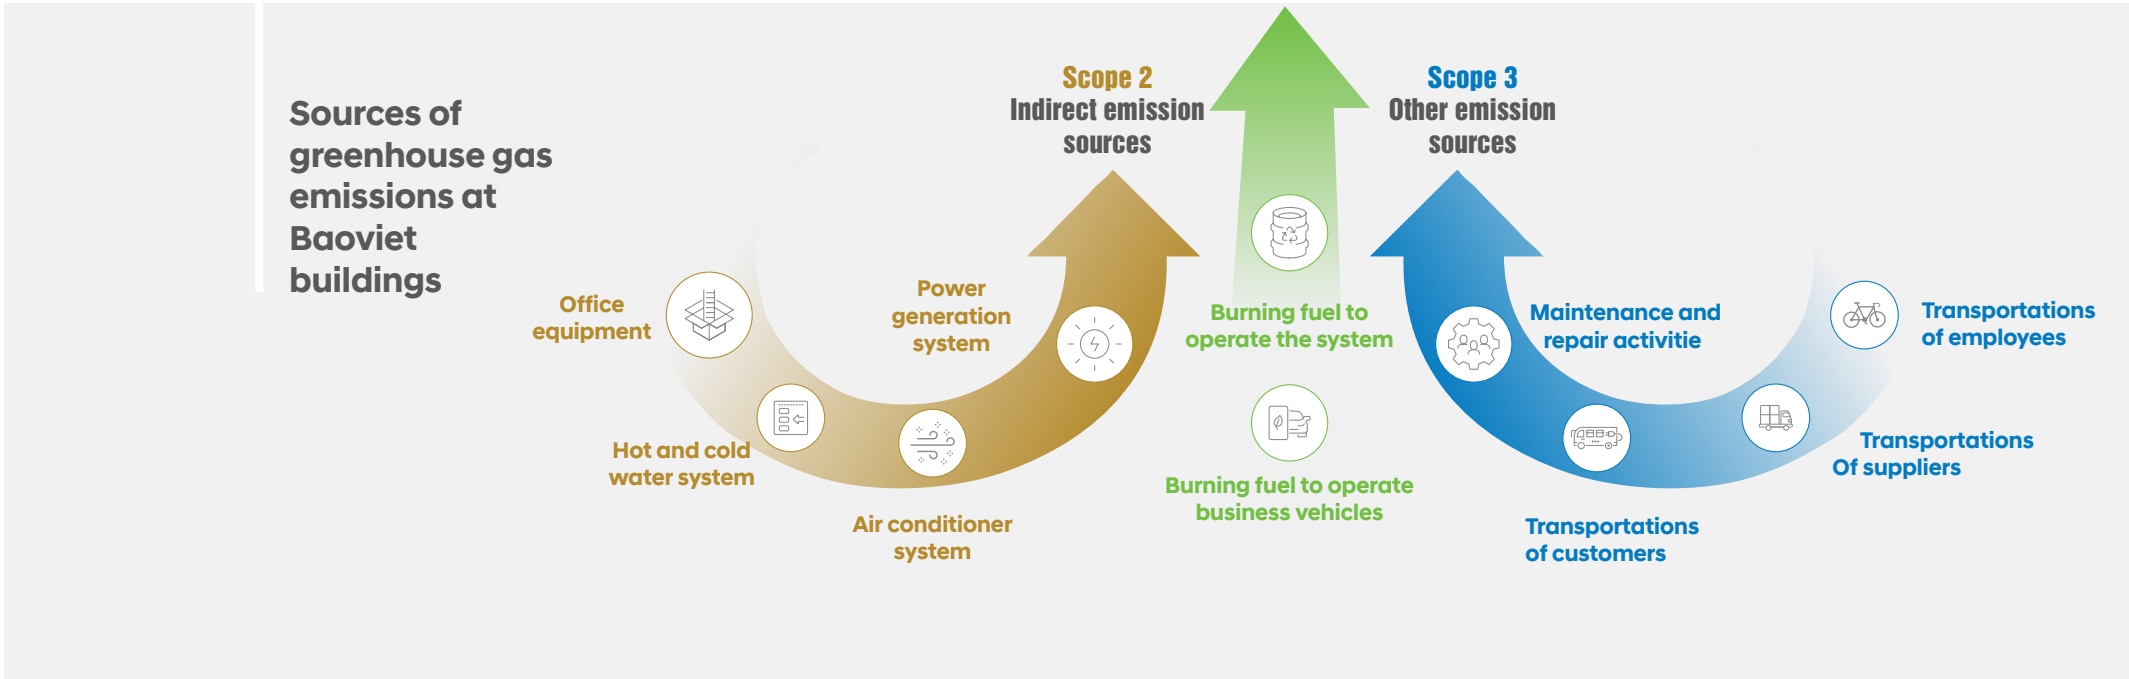 Sources of
greenhouse gas
emissions at
Baoviet
buildings
Scope 2
Indirect emission
sources
Office
equipment
Hot and cold
water system
Air conditioner
system
Power
generation
system
Burning fuel to
operate the system
Burning fuel to operate
business vehicles
Scope 3
Other emission
sources
Maintenance and
repair activitie
Transportations
of customers
Transportations
Of suppliers
Transportations
of employees